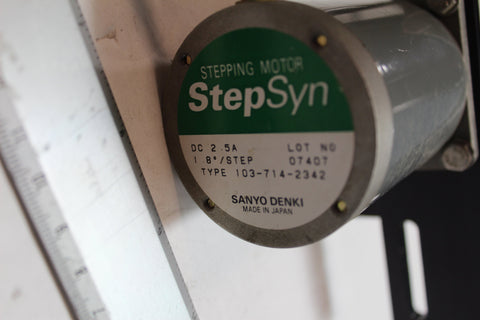 STEPPING MOTOR
StepSyn
DC 2.5A LOT NO
1.8°/STEP 07407
TYPE 103-714-2342
SANYO DENKI
MADE IN JAPAN